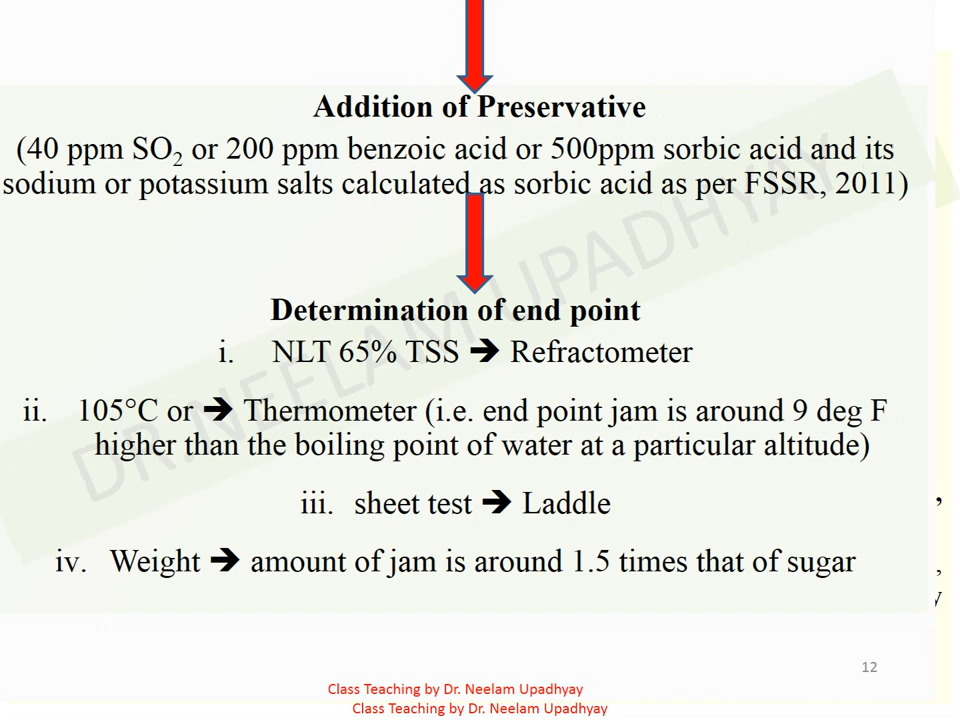 Addition of Preservative
(40 ppm SO₂ or 200 ppm benzoic acid or 500ppm sorbic acid and its
sodium or potassium salts calculated as sorbic acid as per FSSR, 2011)
Determination of end point
i. NLT 65% TSS ➔ Refractometer
ii. 105°C or ➔ Thermometer (i.e. end point jam is around 9 deg F
higher than the boiling point of water at a particular altitude)
iii. sheet test ➔ Laddle
iv. Weight ➔ amount of jam is around 1.5 times that of sugar
DR.NEELAM UPADHYAY
12
Class Teaching by Dr. Neelam Upadhyay
Class Teaching by Dr. Neelam Upadhyay